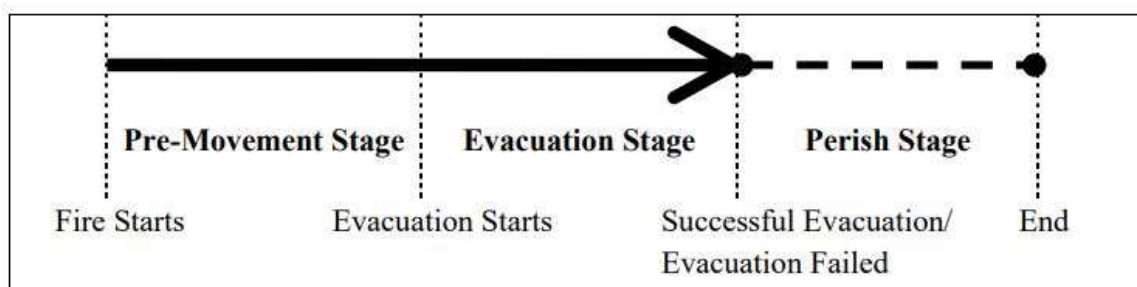 Pre-Movement Stage
Evacuation Stage
Perish Stage
Fire Starts
Evacuation Starts
Successful Evacuation/
Evacuation Failed
End